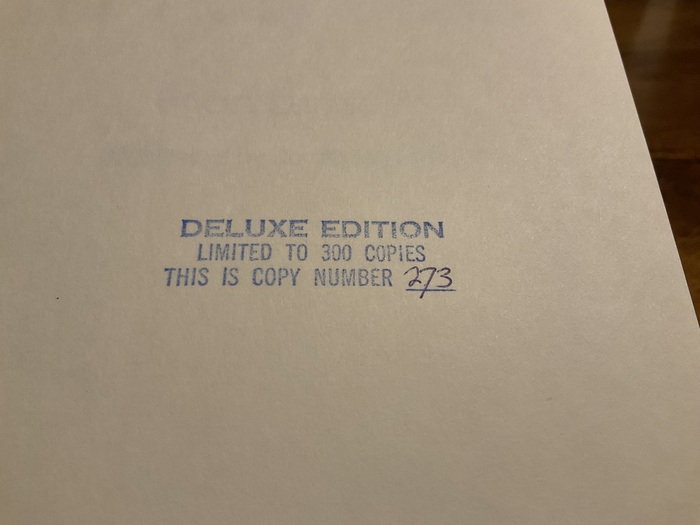 DELUXE EDITION
LIMITED TO 300 COPIES
THIS IS COPY NUMBER 273